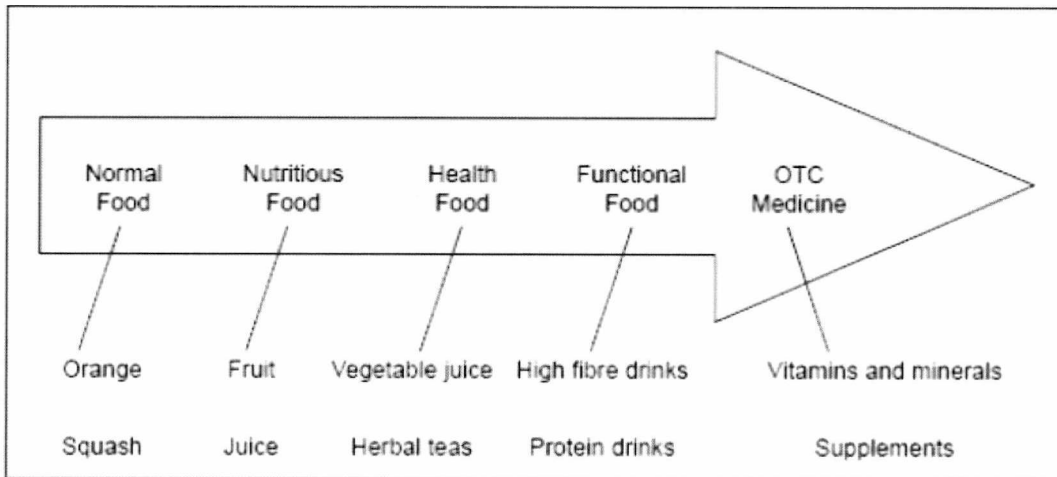 Normal Food
Nutritious Food
Health Food
Functional Food
OTC Medicine
Orange Fruit Vegetable juice High fibre drinks Vitamins and minerals
Squash Juice Herbal teas Protein drinks Supplements